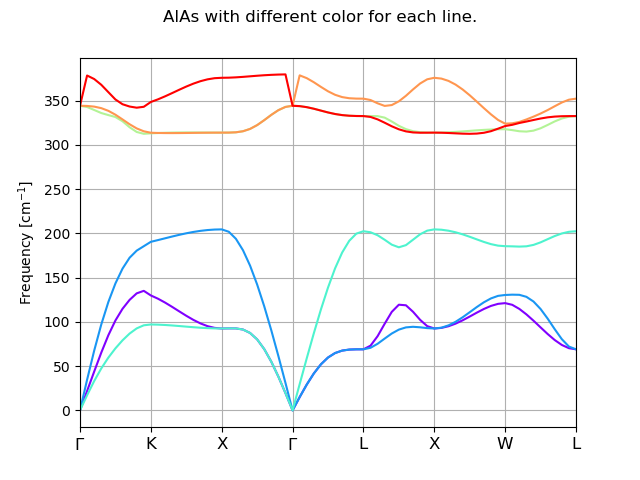 AlAs with different color for each line.
Frequency [cm⁻¹]
350
300
250
200
150
100
50
0
Γ K X Γ L X W L